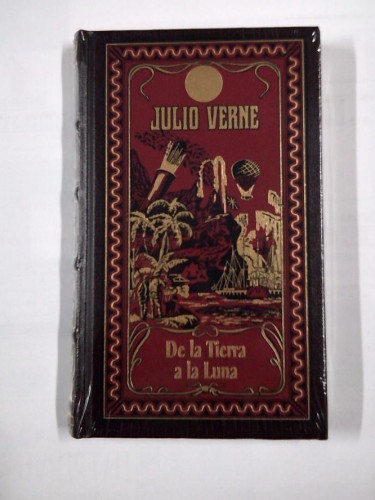 JULIO VERNE
De la Tierra
a la Luna